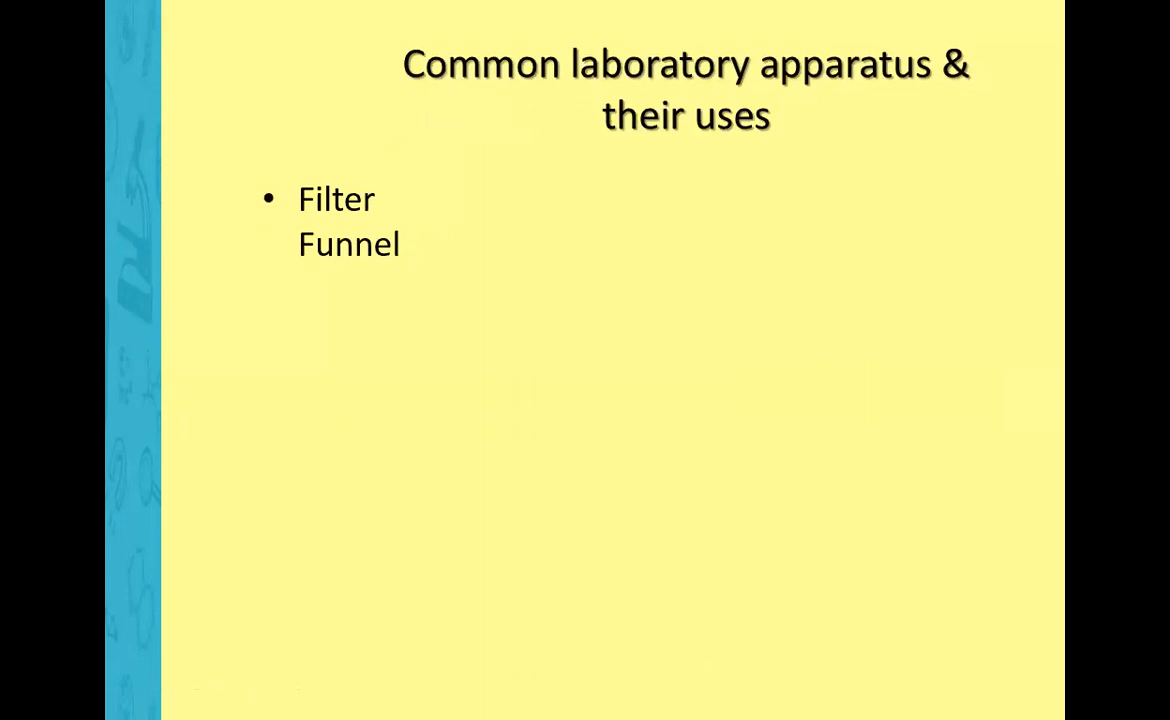 Common laboratory apparatus &
their uses
• Filter
Funnel